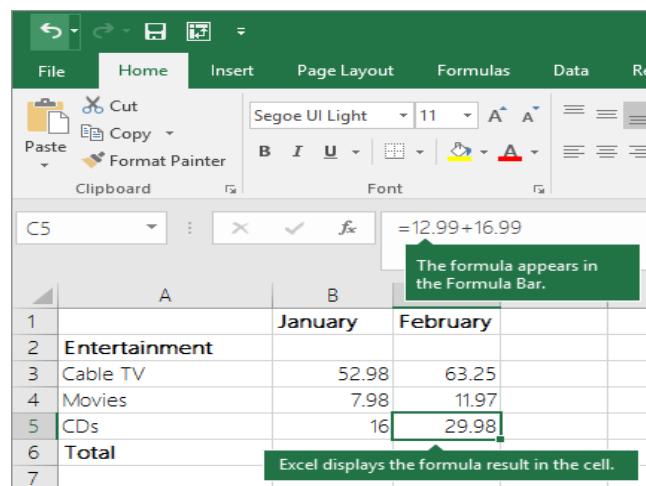 File Home Insert Page Layout Formulas Data Re
Cut
Copy
Paste
Format Painter
Segoe UI Light 11 A A
B I U A
Clipboard Font
C5 fx =12.99+16.99
The formula appears in
the Formula Bar.
A B
1 January February
2 Entertainment
3 Cable TV 52.98 63.25
4 Movies 7.98 11.97
5 CDs 16 29.98
6 Total
Excel displays the formula result in the cell.
7